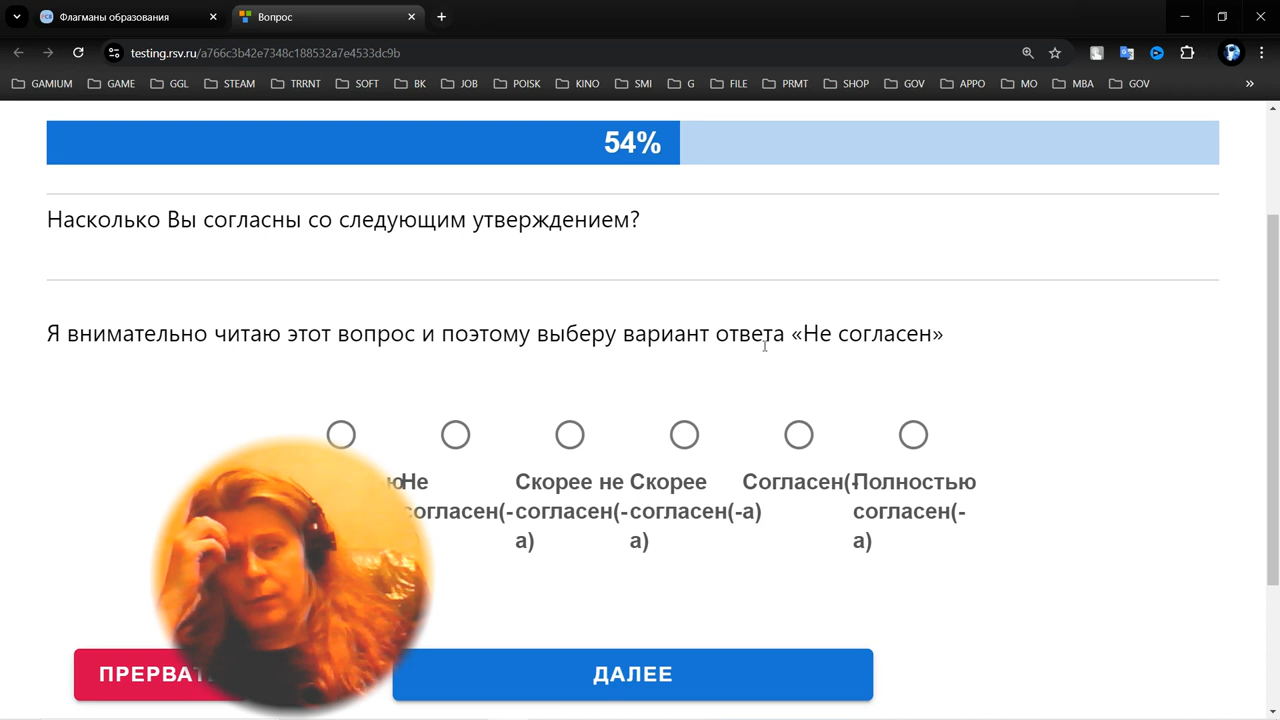 Флагманы образования
Вопрос
testing.rsv.ru/a766c3b42e7348c188532a7e4533dc9b
GAMIUM GAME GGL STEAM TRRNT SOFT BK JOB POISK KINO SMI G FILE PRMT SHOP GOV APPO MO MBA GOV
54%
Насколько Вы согласны со следующим утверждением?
Я внимательно читаю этот вопрос и поэтому выберу вариант ответа «Не согласен»
Не
согласен(-
Скорее не
согласен(-
а)
Скорее
согласен(-
а)
Согласен(-
а)
Полностью
согласен(-
а)
ДАЛЕЕ